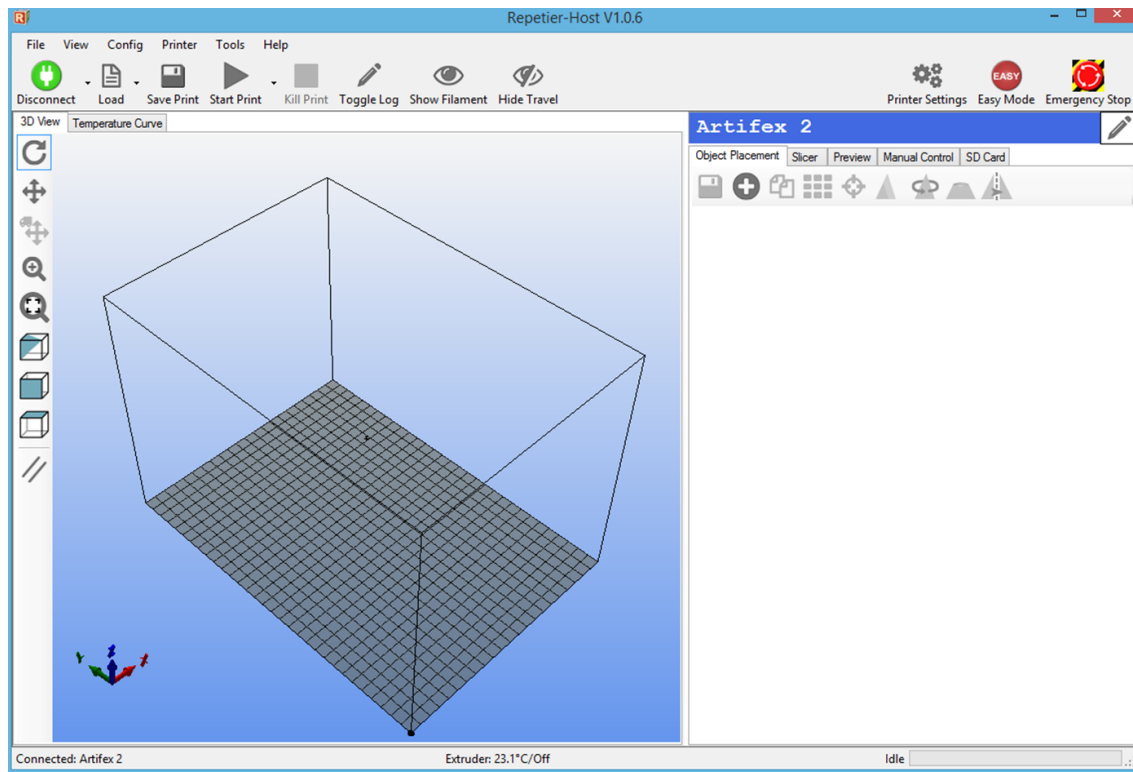 Repetier-Host V1.0.6
File View Config Printer Tools Help
Disconnect Load Save Print Start Print Kill Print Toggle Log Show Filament Hide Travel Printer Settings EASY Easy Mode Emergency Stop
3D View Temperature Curve
Artifex 2
Object Placement Slicer Preview Manual Control SD Card
Y Z X
Connected: Artifex 2 Extruder: 23.1°C/Off Idle